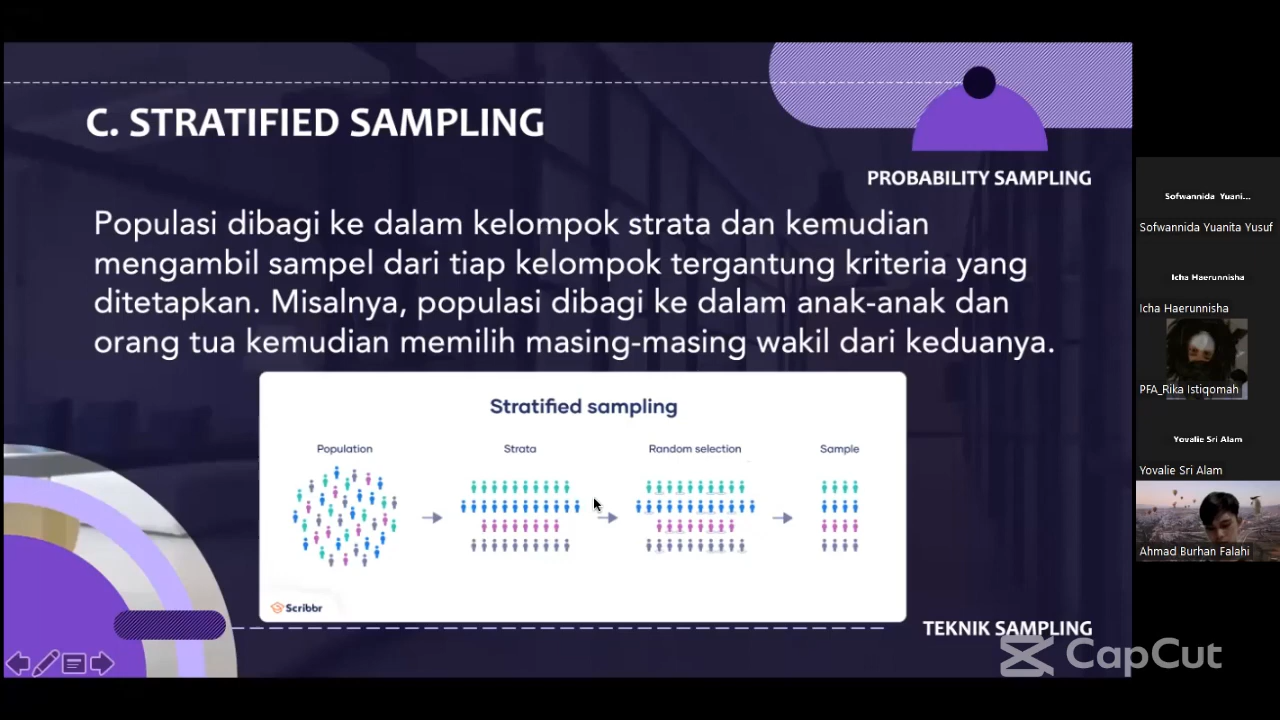 C. STRATIFIED SAMPLING
PROBABILITY SAMPLING
Populasi dibagi ke dalam kelompok strata dan kemudian
mengambil sampel dari tiap kelompok tergantung kriteria yang
ditetapkan. Misalnya, populasi dibagi ke dalam anak-anak dan
orang tua kemudian memilih masing-masing wakil dari keduanya.
Stratified sampling
Population
Strata
Random selection
Sample
Scribbr
TEKNIK SAMPLING
CapCut
Sofwannida Yuani...
Sofwannida Yuanita Yusuf
Icha Haerunnisha
Icha Haerunnisha
PFA_Rika Istiqomah
Yovalie Sri Alam
Yovalie Sri Alam
Ahmad Burhan Falahi